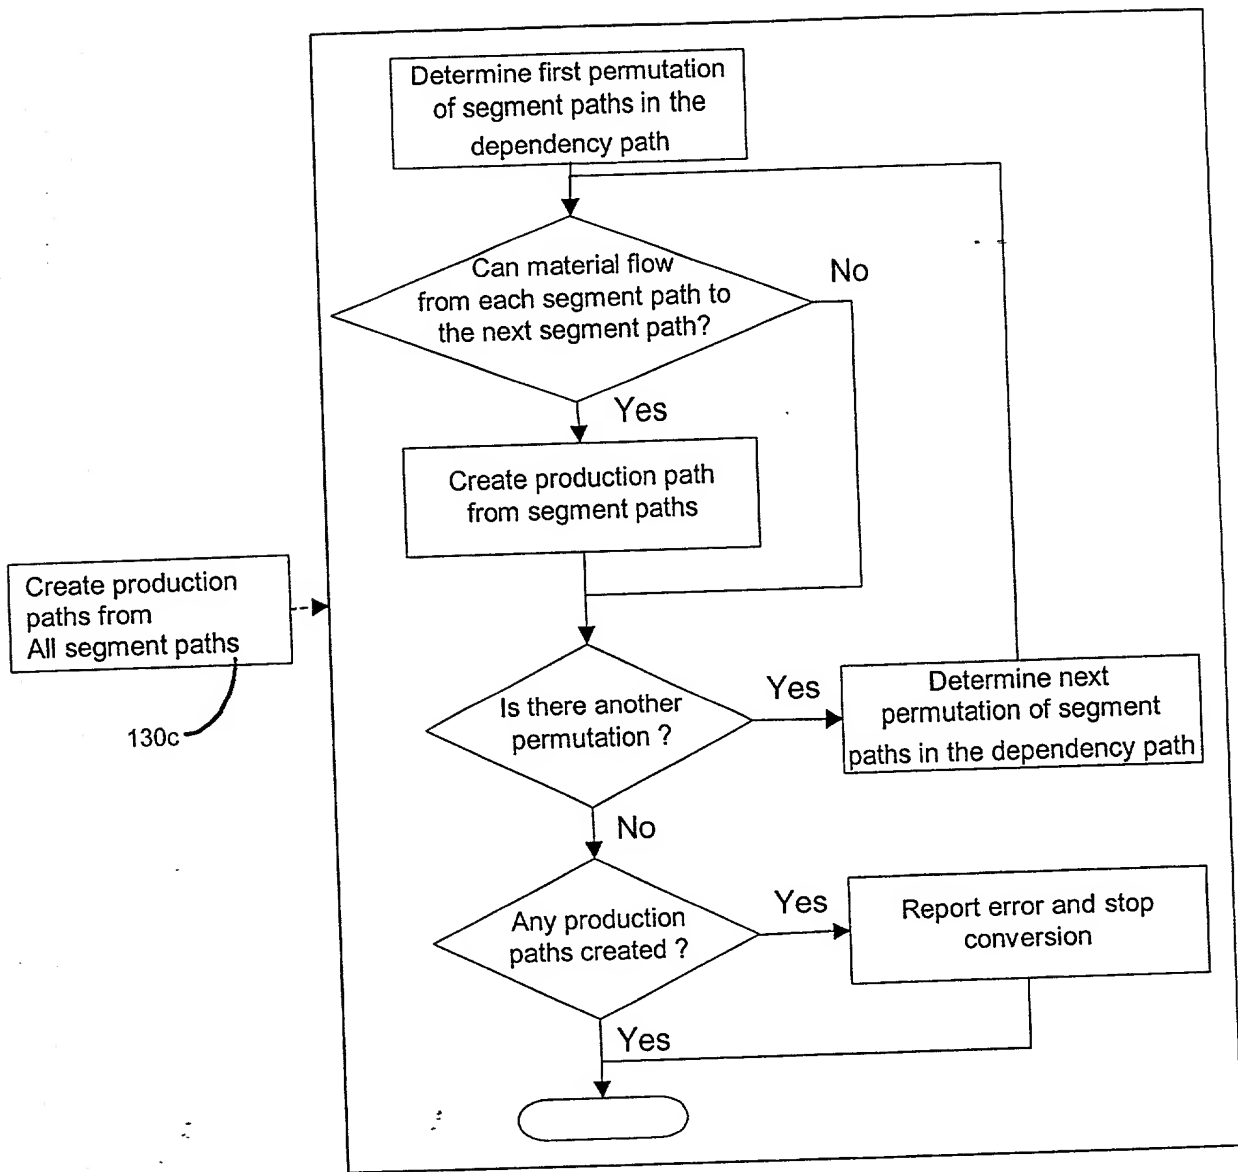 Determine first permutation
of segment paths in the
dependency path
Can material flow
from each segment path to
the next segment path?
No
Yes
Create production path
from segment paths
Create production
paths from
All segment paths
130c
Is there another
permutation ?
Yes
Determine next
permutation of segment
paths in the dependency path
No
Any production
paths created ?
Yes
Report error and stop
conversion
Yes